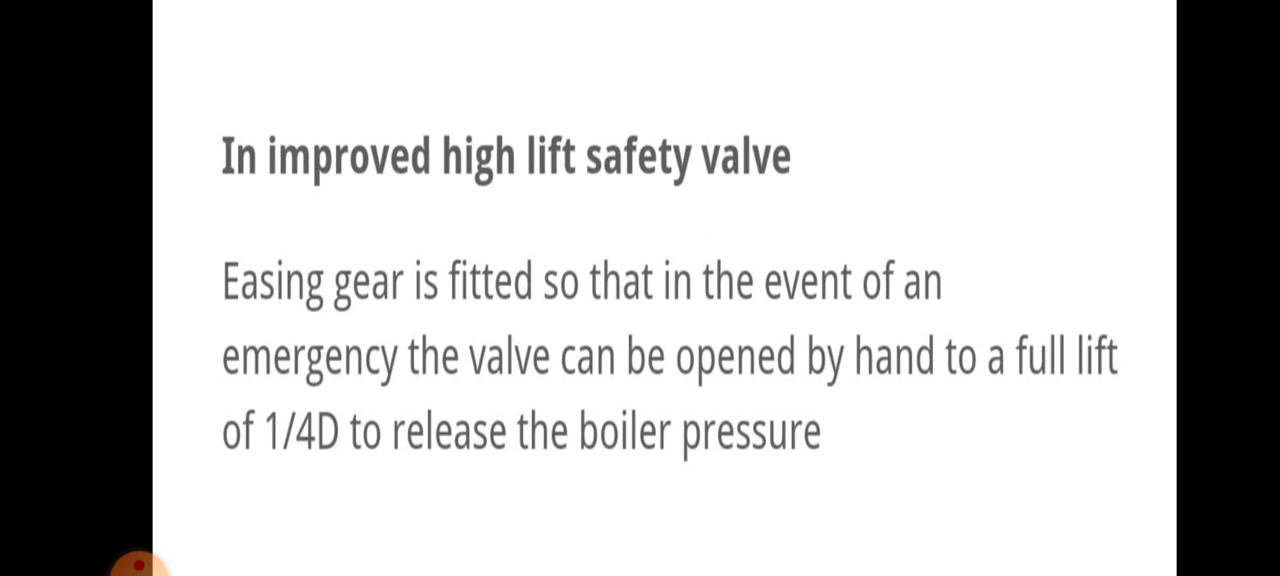 In improved high lift safety valve
Easing gear is fitted so that in the event of an
emergency the valve can be opened by hand to a full lift
of 1/4D to release the boiler pressure